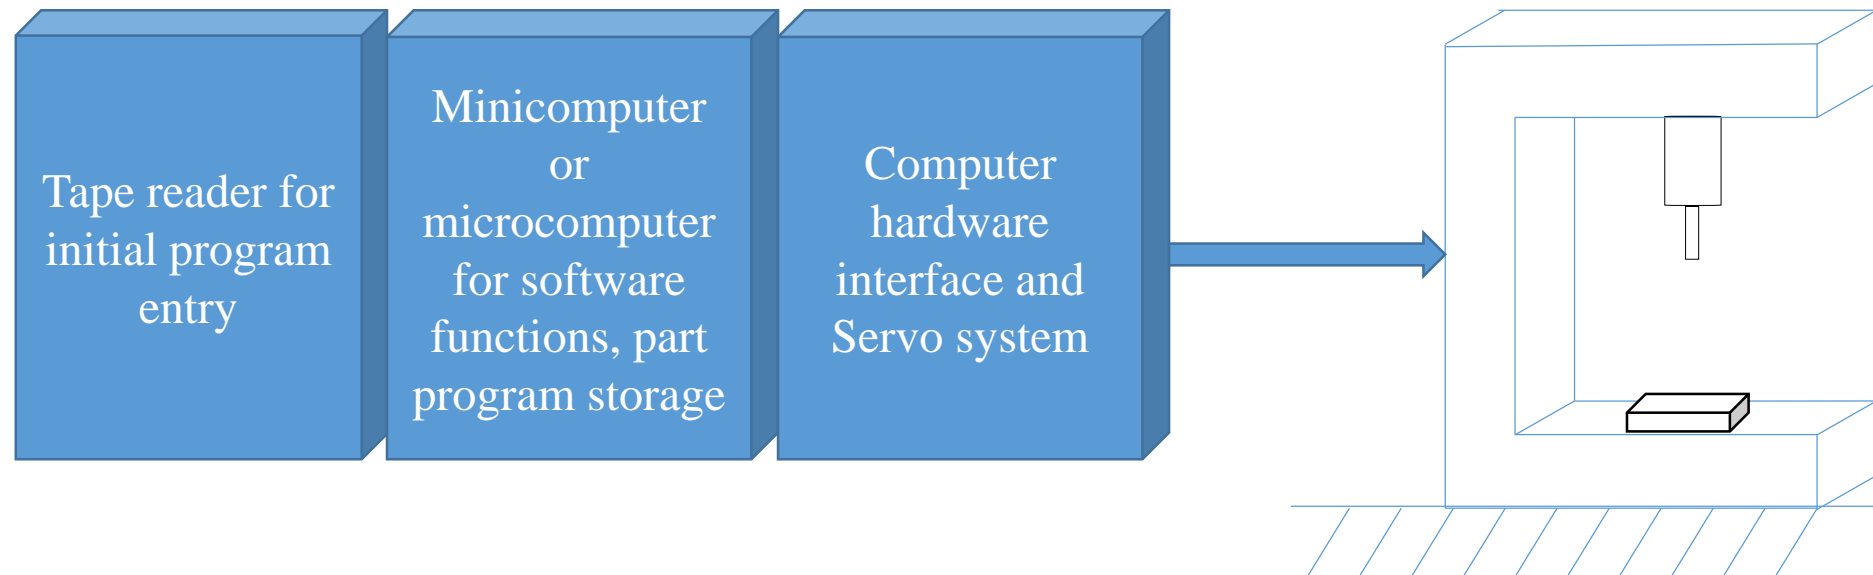 Tape reader for
initial program
entry
Minicomputer
or
microcomputer
for software
functions, part
program storage
Computer
hardware
interface and
Servo system